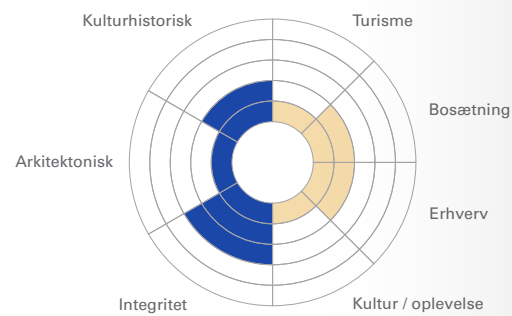 Kulturhistorisk
Turisme
Bosætning
Arkitektonisk
Erhverv
Integritet
Kultur / oplevelse